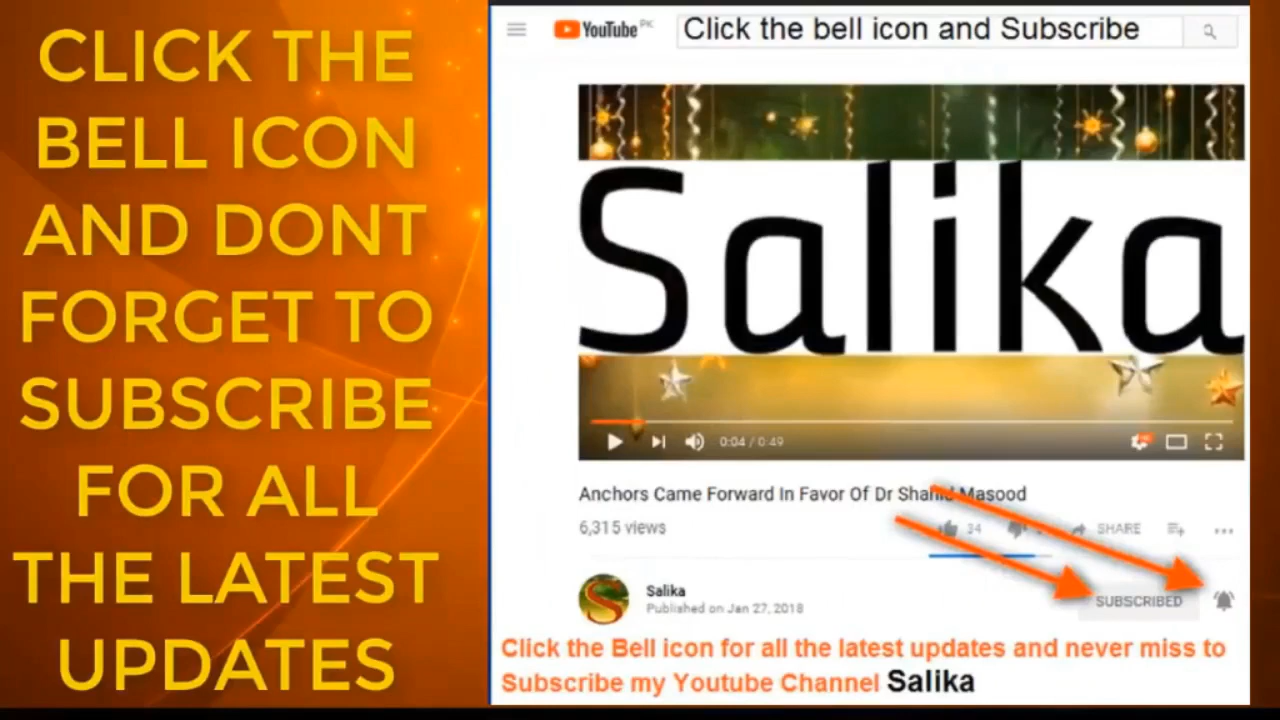 CLICK THE
BELL ICON
AND DONT
FORGET TO
SUBSCRIBE
FOR ALL
THE LATEST
UPDATES
YouTube PK
Click the bell icon and Subscribe
Salika
0:04 / 0:49
Anchors Came Forward In Favor Of Dr Shahid Masood
6,315 views
34
SHARE
Salika
Published on Jan 27, 2018
SUBSCRIBED
Click the Bell icon for all the latest updates and never miss to
Subscribe my Youtube Channel Salika